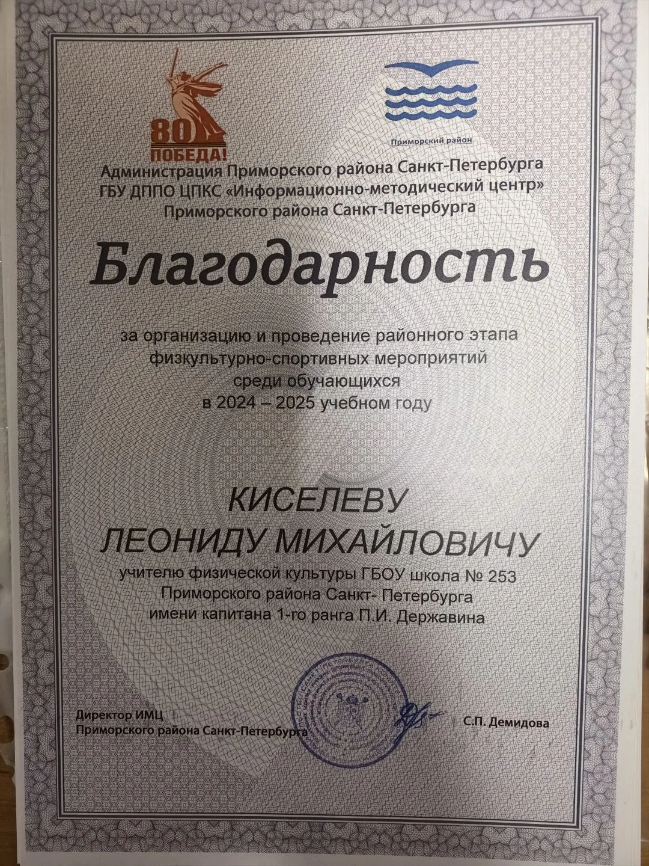 80
ПОБЕДА!
Приморский район
Администрация Приморского района Санкт-Петербурга
ГБУ ДППО ЦПКС «Информационно-методический центр»
Приморского района Санкт-Петербурга
Благодарность
за организацию и проведение районного этапа
физкультурно-спортивных мероприятий
среди обучающихся
в 2024 – 2025 учебном году
КИСЕЛЕВУ
ЛЕОНИДУ МИХАЙЛОВИЧУ
учителю физической культуры ГБОУ школа № 253
Приморского района Санкт- Петербурга
имени капитана 1-го ранга П.И. Державина
Директор ИМЦ
Приморского района Санкт-Петербурга
С.П. Демидова